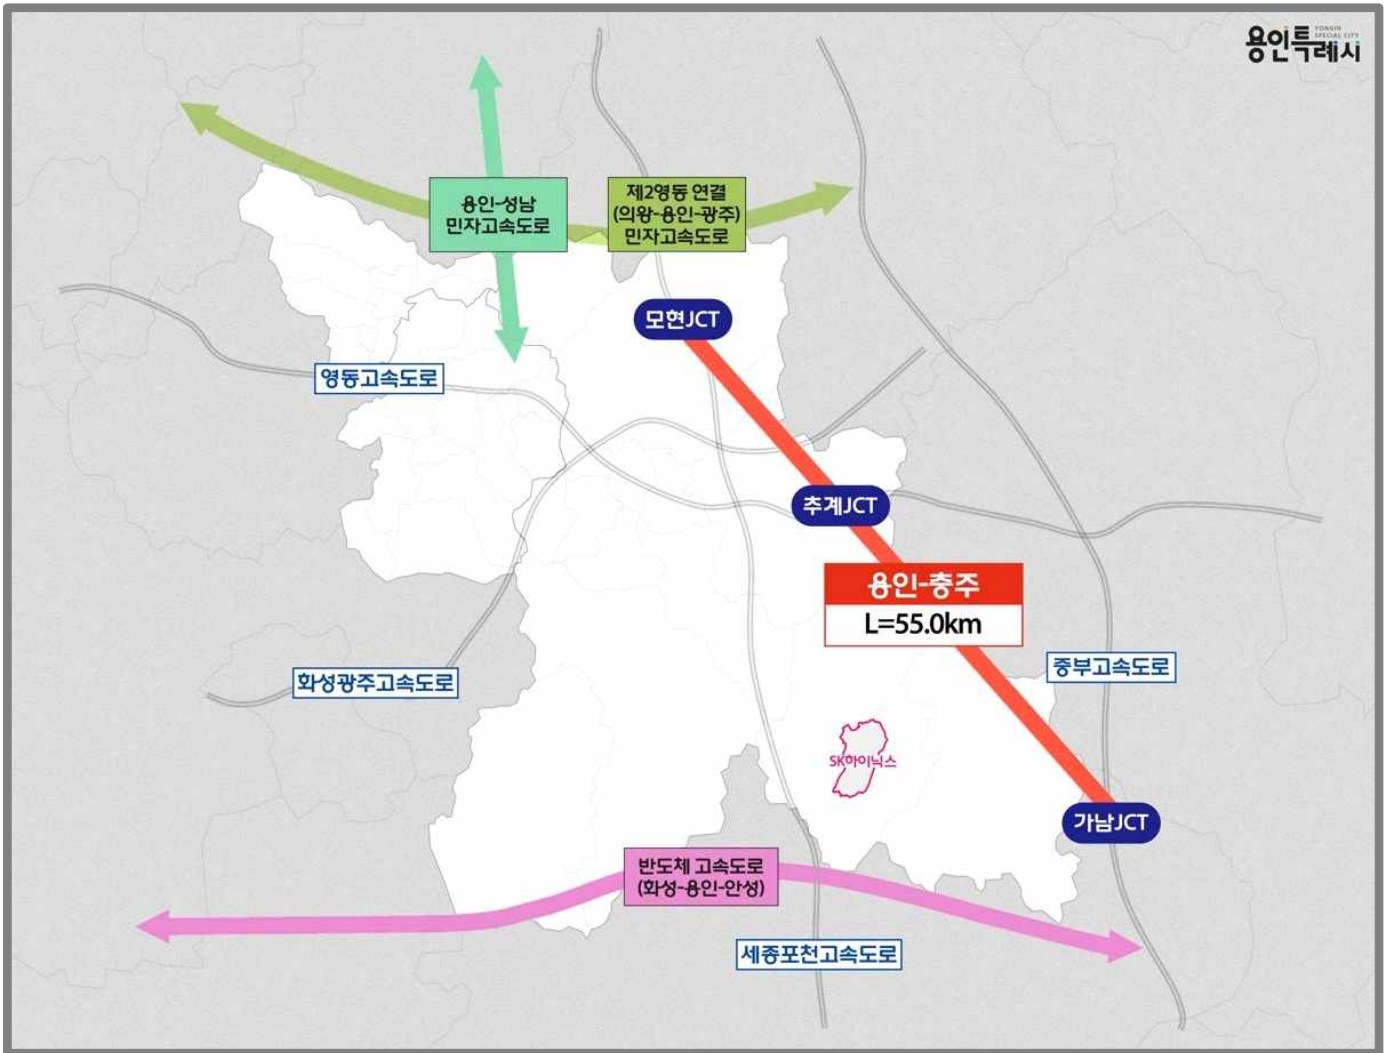 YONGIN
SPECIAL CITY
용인특례시
용인-성남
민자고속도로
제2영동 연결
(의왕-용인-광주)
민자고속도로
모현JCT
영동고속도로
추계JCT
용인-충주
L=55.0km
중부고속도로
화성광주고속도로
SK하이닉스
가남JCT
반도체 고속도로
(화성-용인-안성)
세종포천고속도로